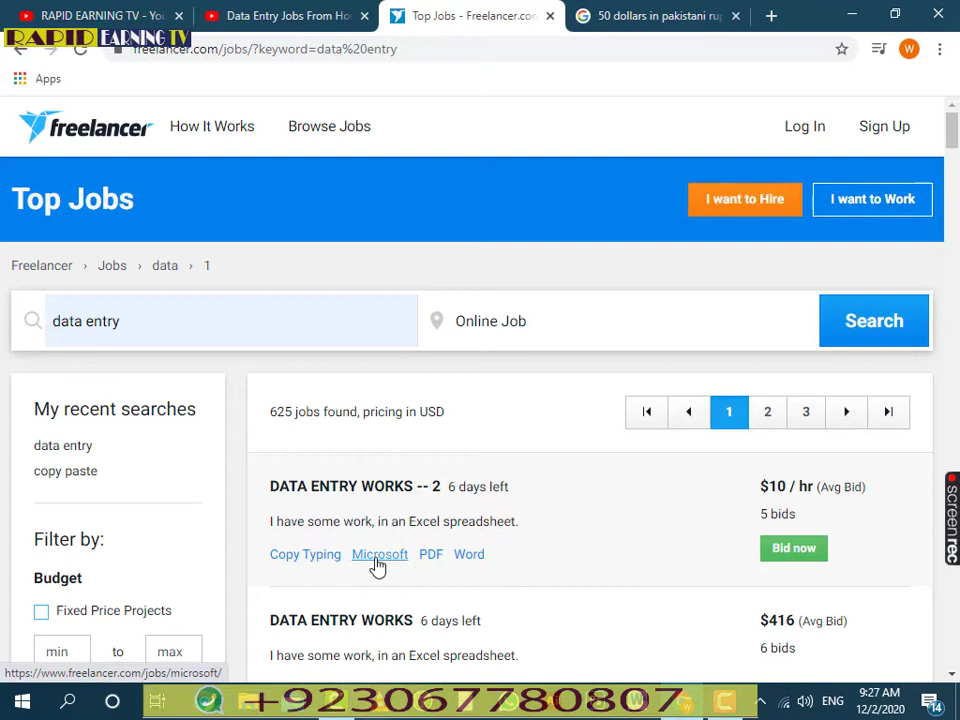 RAPID EARNING TV - You
Data Entry Jobs From Ho
Top Jobs - Freelancer.com
50 dollars in pakistani rup
RAPID EARNING TV
freelancer.com/jobs/?keyword=data%20entry
W
Apps
freelancer
How It Works
Browse Jobs
Log In
Sign Up
Top Jobs
I want to Hire
I want to Work
Freelancer › Jobs › data › 1
data entry
Online Job
Search
My recent searches
data entry
copy paste
Filter by:
Budget
Fixed Price Projects
min to max
625 jobs found, pricing in USD
1 2 3
DATA ENTRY WORKS -- 2 6 days left
$10 / hr (Avg Bid)
I have some work, in an Excel spreadsheet.
5 bids
Copy Typing Microsoft PDF Word
Bid now
DATA ENTRY WORKS 6 days left
$416 (Avg Bid)
I have some work, in an Excel spreadsheet.
6 bids
screenrec
https://www.freelancer.com/jobs/microsoft/
+923067780807
ENG
9:27 AM
12/2/2020
14